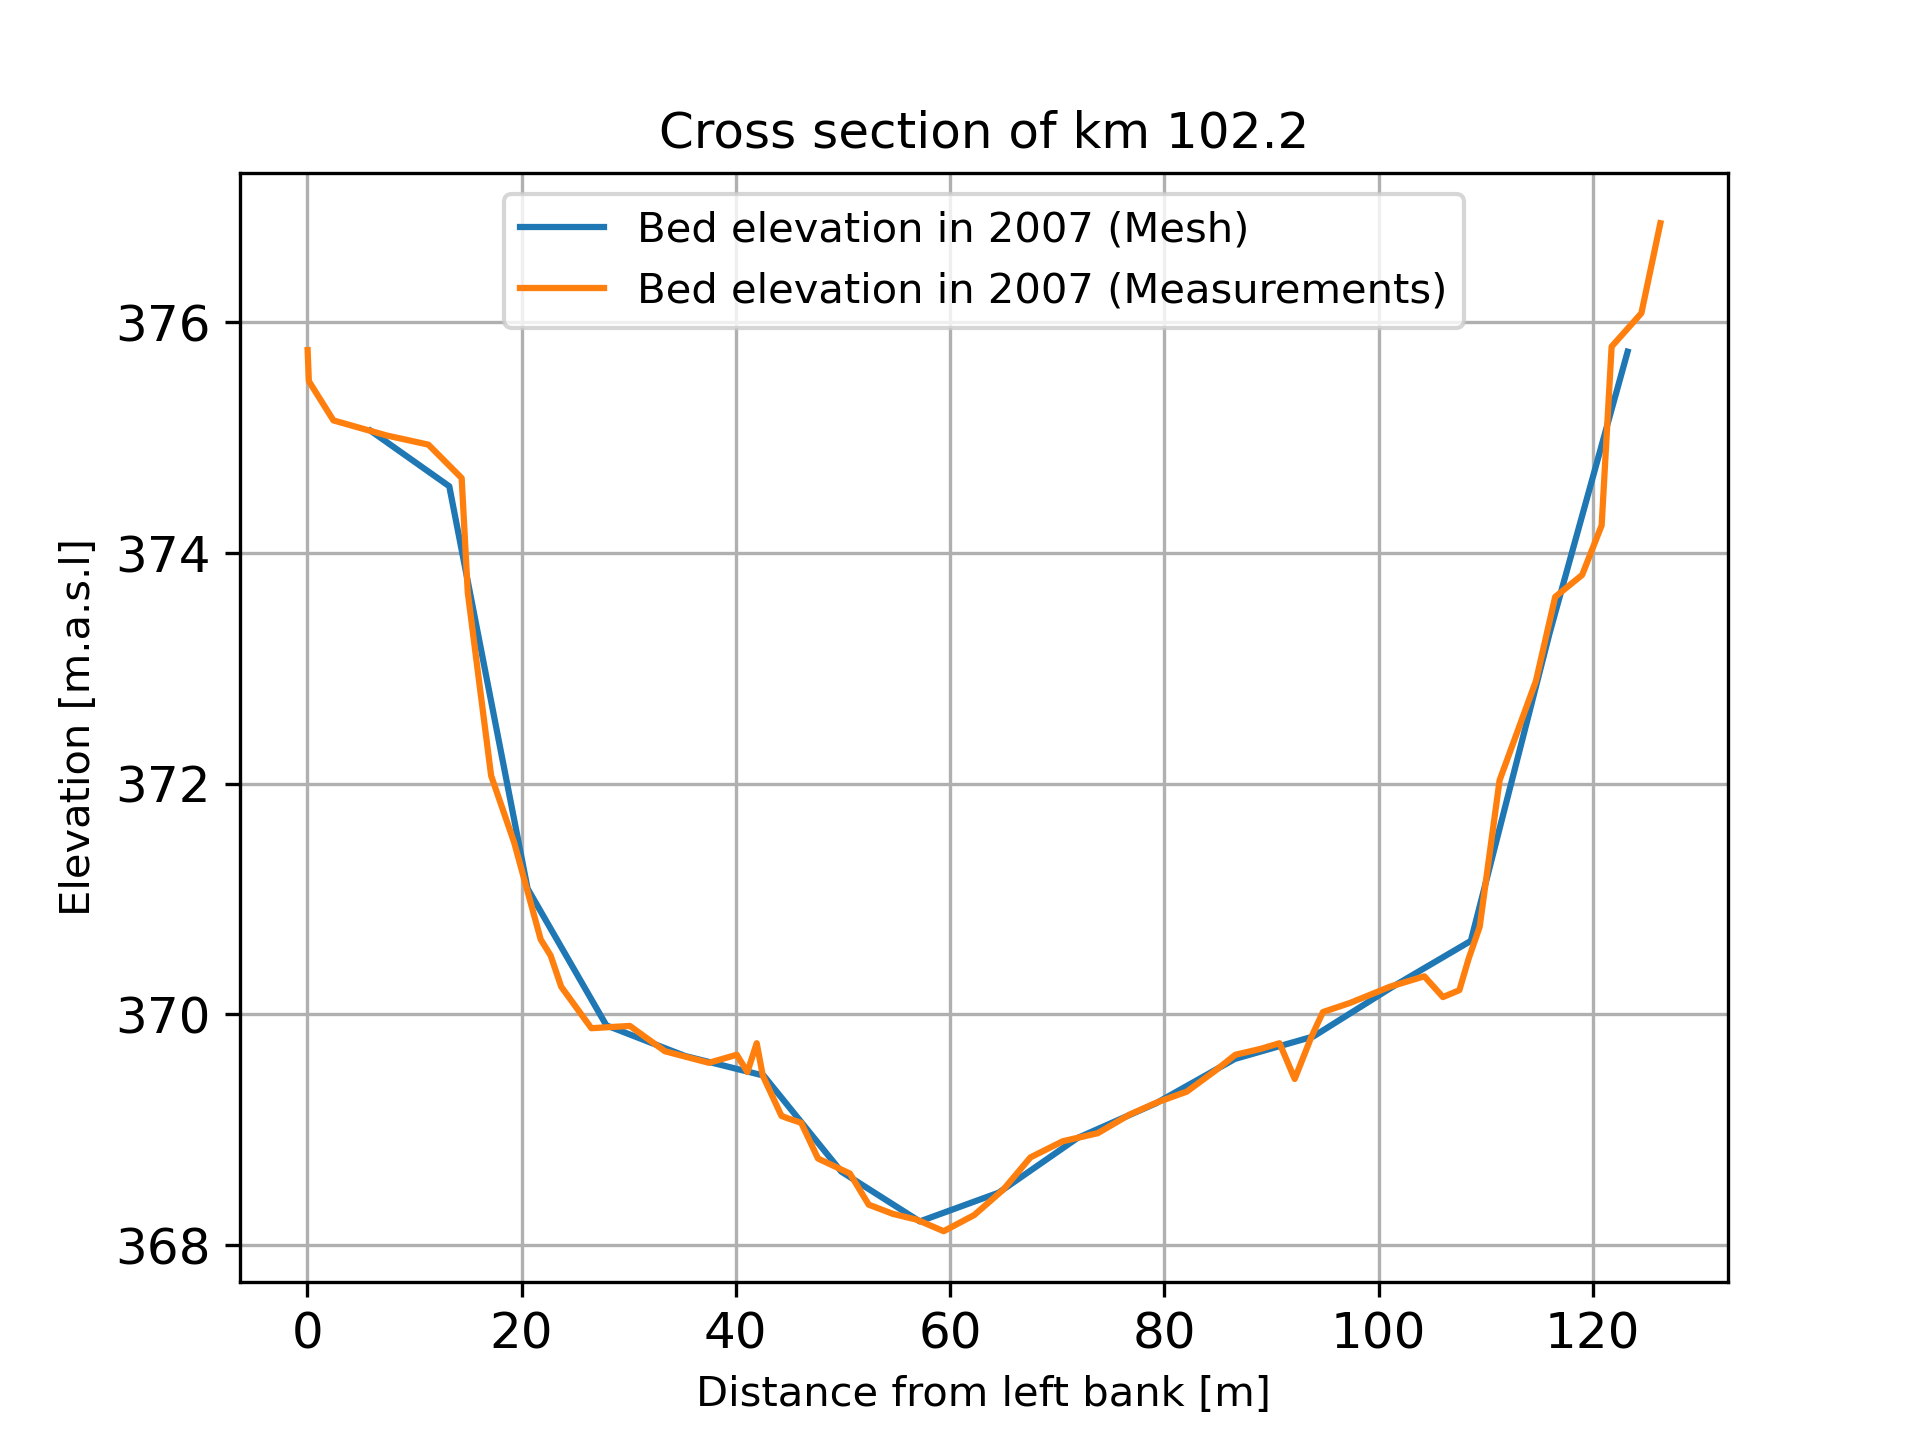 Cross section of km 102.2
Bed elevation in 2007 (Mesh)
Bed elevation in 2007 (Measurements)
Elevation [m.a.s.l]
376
374
372
370
368
0 20 40 60 80 100 120
Distance from left bank [m]